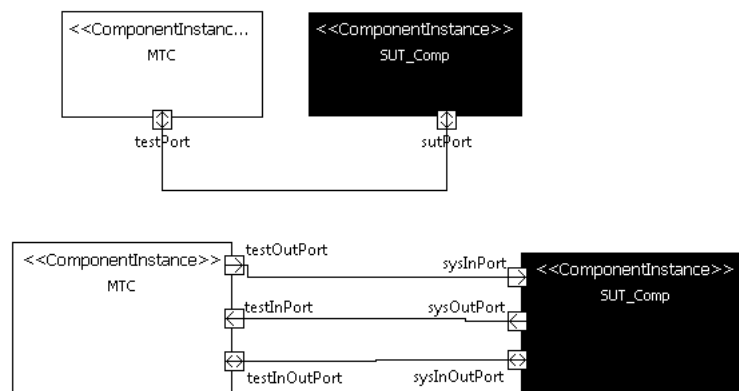 <<ComponentInstanc...
MTC
<<ComponentInstance>>
SUT_Comp
testPort
sutPort
<<ComponentInstance>>
MTC
testOutPort
testInPort
testInOutPort
sysInPort
sysOutPort
sysInOutPort
<<ComponentInstance>>
SUT_Comp